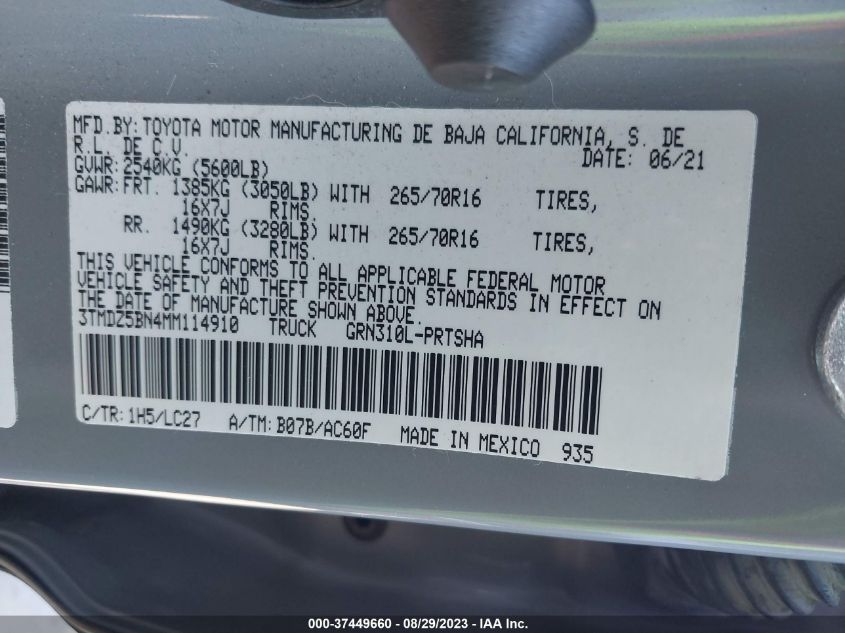 MFD.BY: TOYOTA MOTOR MANUFACTURING DE BAJA CALIFORNIA, S. DE
R.L. DE C.V. DATE: 06/21
GVWR: 2540KG (5600LB)
GAWR: FRT. 1385KG (3050LB) WITH 265/70R16 TIRES,
16X7J RIMS.
RR. 1490KG (3280LB) WITH 265/70R16 TIRES,
16X7J RIMS.
THIS VEHICLE CONFORMS TO ALL APPLICABLE FEDERAL MOTOR
VEHICLE SAFETY AND THEFT PREVENTION STANDARDS IN EFFECT ON
THE DATE OF MANUFACTURE SHOWN ABOVE.
3TMDZ5BN4MM114910 TRUCK GRN310L-PRTSHA
C/TR: 1H5/LC27 A/TM: B07B/AC60F MADE IN MEXICO 935
000-37449660 - 08/29/2023 - IAA Inc.